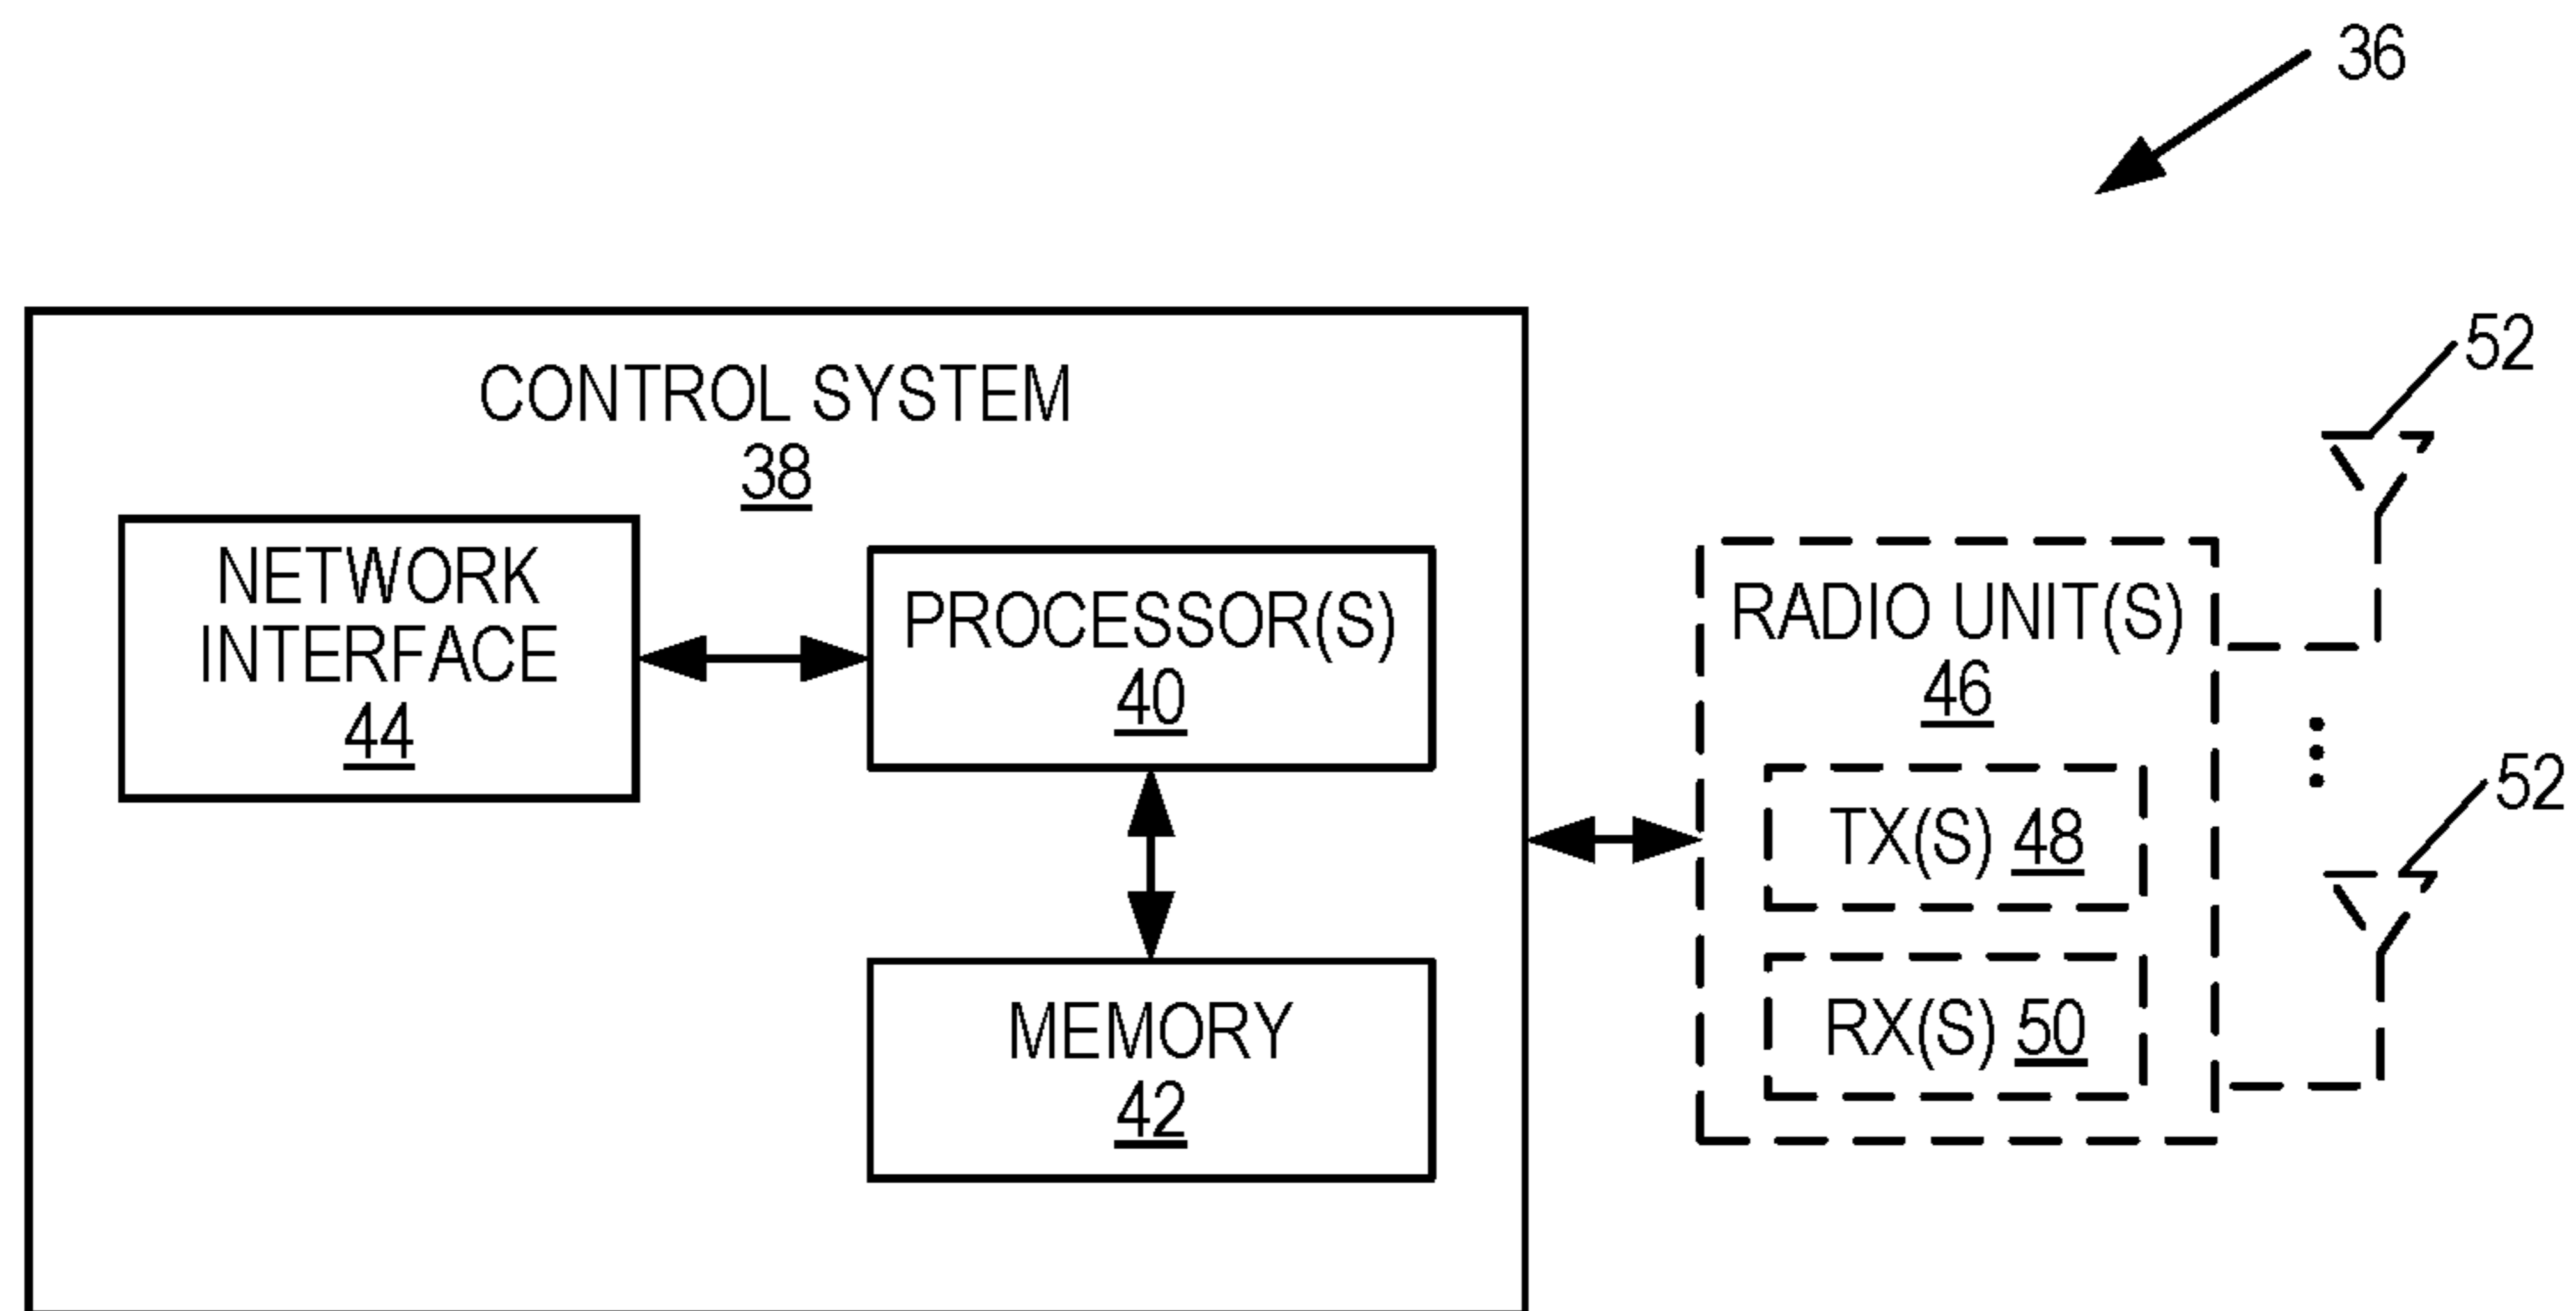 36
CONTROL SYSTEM
38
NETWORK
INTERFACE
44
PROCESSOR(S)
40
MEMORY
42
RADIO UNIT(S)
46
TX(S) 48
RX(S) 50
52
52